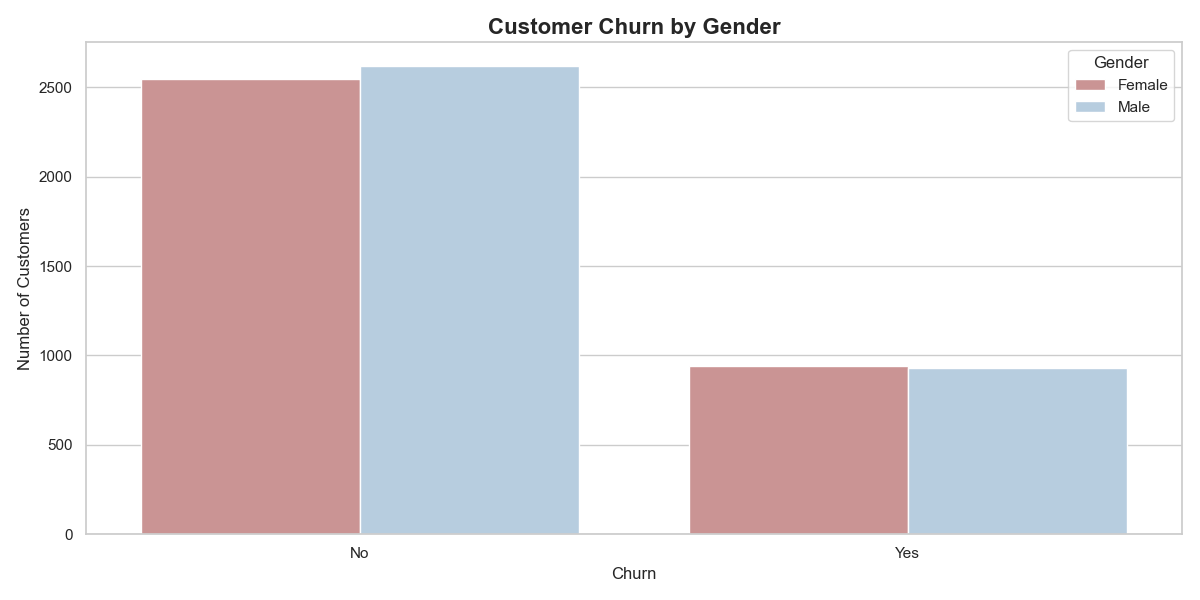 Customer Churn by Gender
Gender
Female
Male
Number of Customers
2500
2000
1500
1000
500
0
No
Yes
Churn